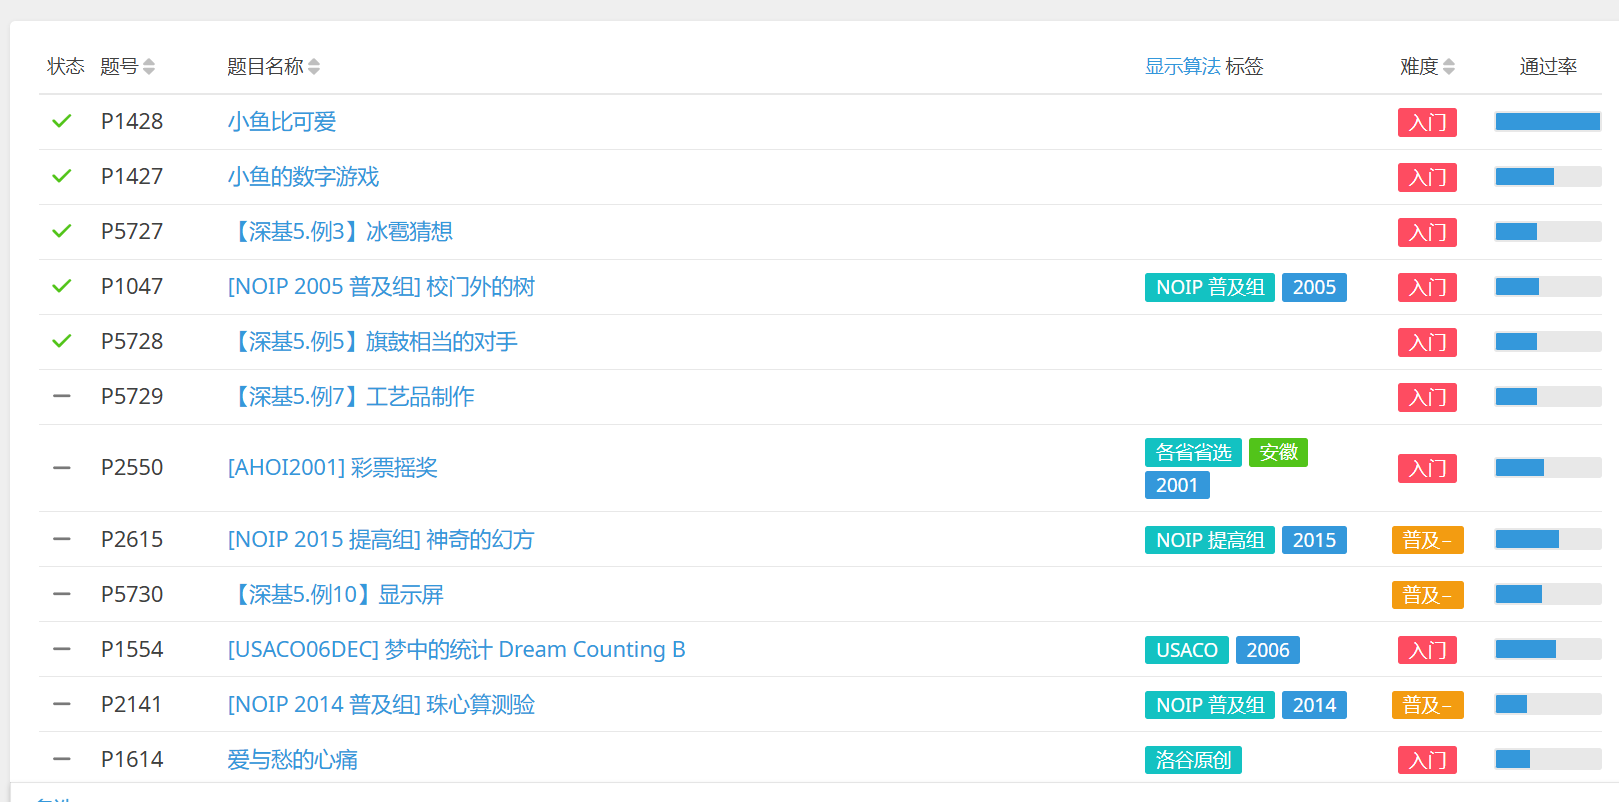 状态 题号 题目名称 显示算法 标签 难度 通过率
P1428 小鱼比可爱 入门
P1427 小鱼的数字游戏 入门
P5727 【深基5.例3】冰雹猜想 入门
P1047 [NOIP 2005 普及组] 校门外的树 NOIP 普及组 2005 入门
P5728 【深基5.例5】旗鼓相当的对手 入门
P5729 【深基5.例7】工艺品制作 入门
P2550 [AHOI2001] 彩票摇奖 各省省选 安徽 2001 入门
P2615 [NOIP 2015 提高组] 神奇的幻方 NOIP 提高组 2015 普及−
P5730 【深基5.例10】显示屏 普及−
P1554 [USACO06DEC] 梦中的统计 Dream Counting B USACO 2006 入门
P2141 [NOIP 2014 普及组] 珠心算测验 NOIP 普及组 2014 普及−
P1614 爱与愁的心痛 洛谷原创 入门